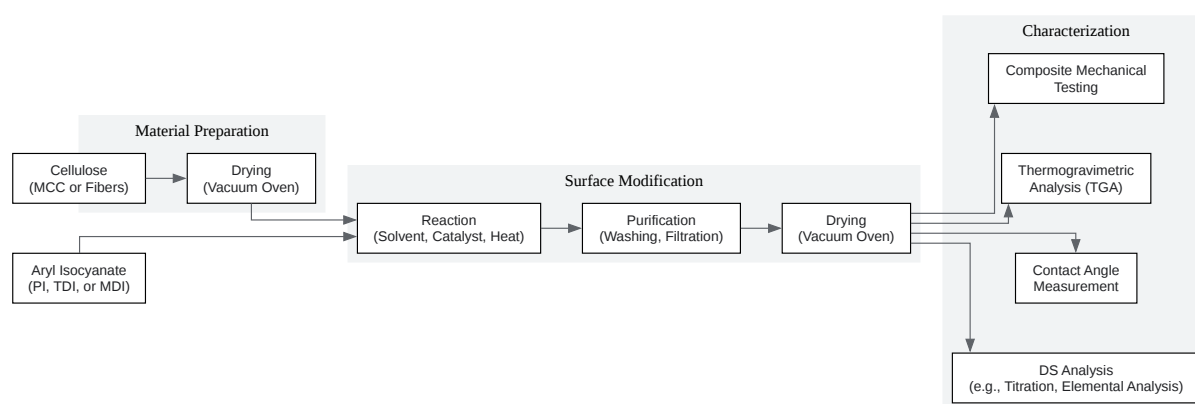 Characterization
Composite Mechanical
Testing
Material Preparation
Cellulose
(MCC or Fibers)
Drying
(Vacuum Oven)
Thermogravimetric
Analysis (TGA)
Surface Modification
Reaction
(Solvent, Catalyst, Heat)
Purification
(Washing, Filtration)
Drying
(Vacuum Oven)
Aryl Isocyanate
(PI, TDI, or MDI)
Contact Angle
Measurement
DS Analysis
(e.g., Titration, Elemental Analysis)